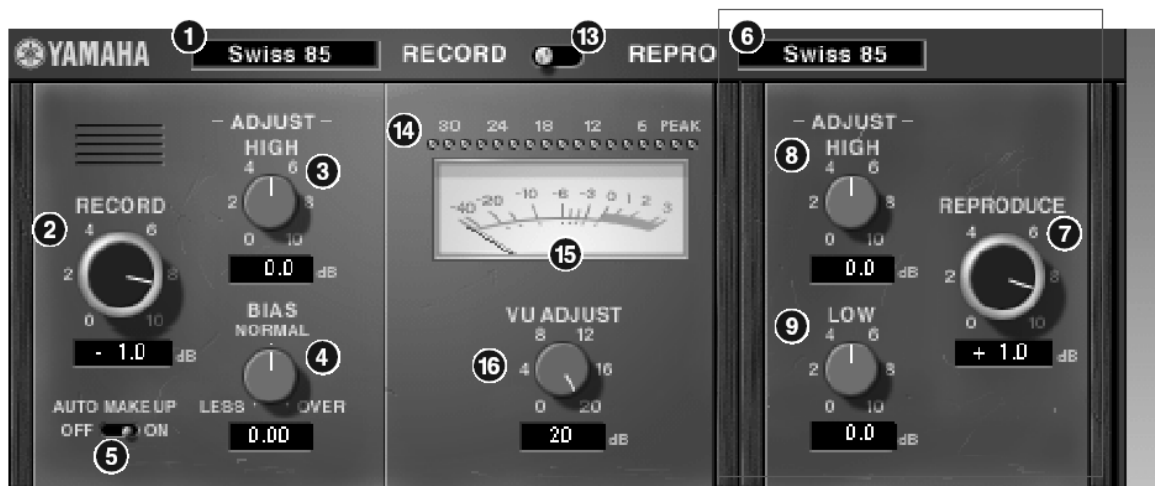 1 Swiss 85 RECORD 13 REPRO 6 Swiss 85
YAMAHA
- ADJUST -
HIGH
3
4 6
2 8
0 10
0.0 dB
2
RECORD
4 6
2 8
0 10
- 1.0 dB
BIAS
NORMAL
4
LESS OVER
0.00
AUTO MAKEUP
OFF ON
5
14
30 24 18 12 6 PEAK
-40 -20 -10 -6 -3 0 1 2 3
15
VU ADJUST
16
8 12
4 16
0 20
20 dB
- ADJUST -
HIGH
8
4 6
2 8
0 10
0.0 dB
9
LOW
4 6
2 8
0 10
0.0 dB
REPRODUCE
7
4 6
2 8
0 10
+ 1.0 dB